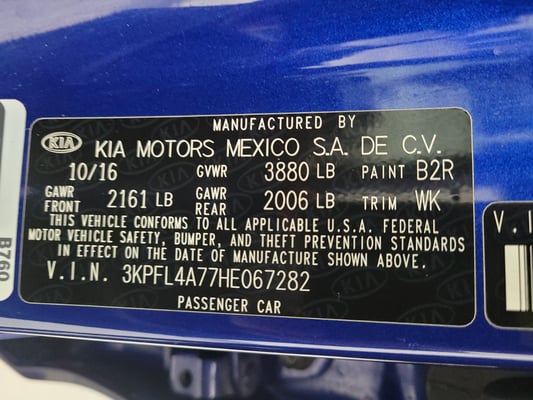 MANUFACTURED BY
KIA KIA MOTORS MEXICO S.A. DE C.V.
10/16 GVWR 3880 LB PAINT B2R
GAWR FRONT 2161 LB GAWR REAR 2006 LB TRIM WK
THIS VEHICLE CONFORMS TO ALL APPLICABLE U.S.A. FEDERAL
MOTOR VEHICLE SAFETY, BUMPER, AND THEFT PREVENTION STANDARDS
IN EFFECT ON THE DATE OF MANUFACTURE SHOWN ABOVE.
V.I.N. 3KPFL4A77HE067282
PASSENGER CAR
B760
V.I